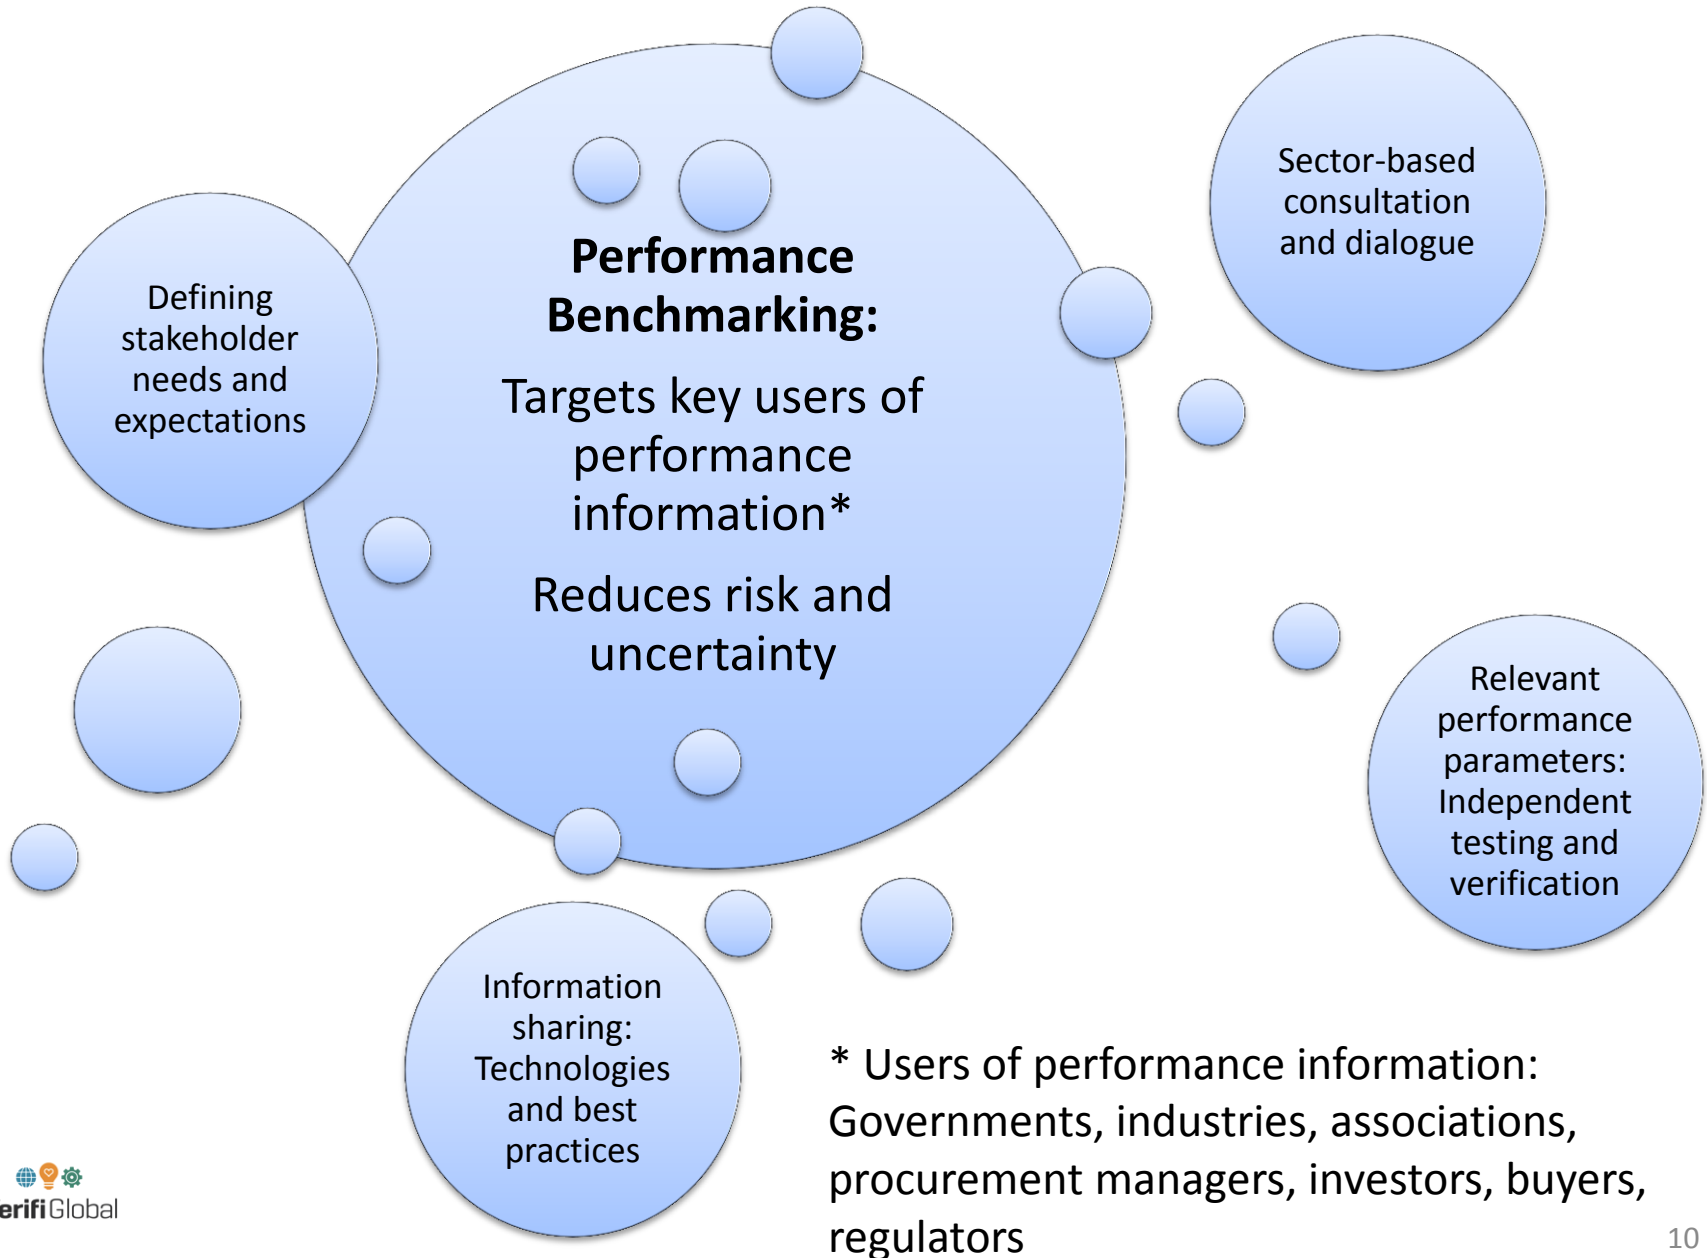 Performance
Benchmarking:
Targets key users of
performance
information*
Reduces risk and
uncertainty
Defining
stakeholder
needs and
expectations
Sector-based
consultation
and dialogue
Relevant
performance
parameters:
Independent
testing and
verification
Information
sharing:
Technologies
and best
practices
* Users of performance information:
Governments, industries, associations,
procurement managers, investors, buyers,
regulators
erifiGlobal
10